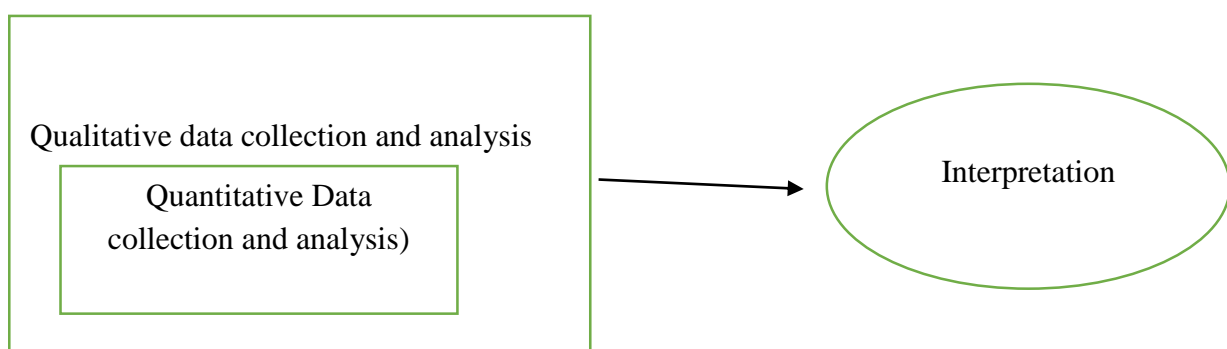 Qualitative data collection and analysis
Quantitative Data
collection and analysis)
Interpretation